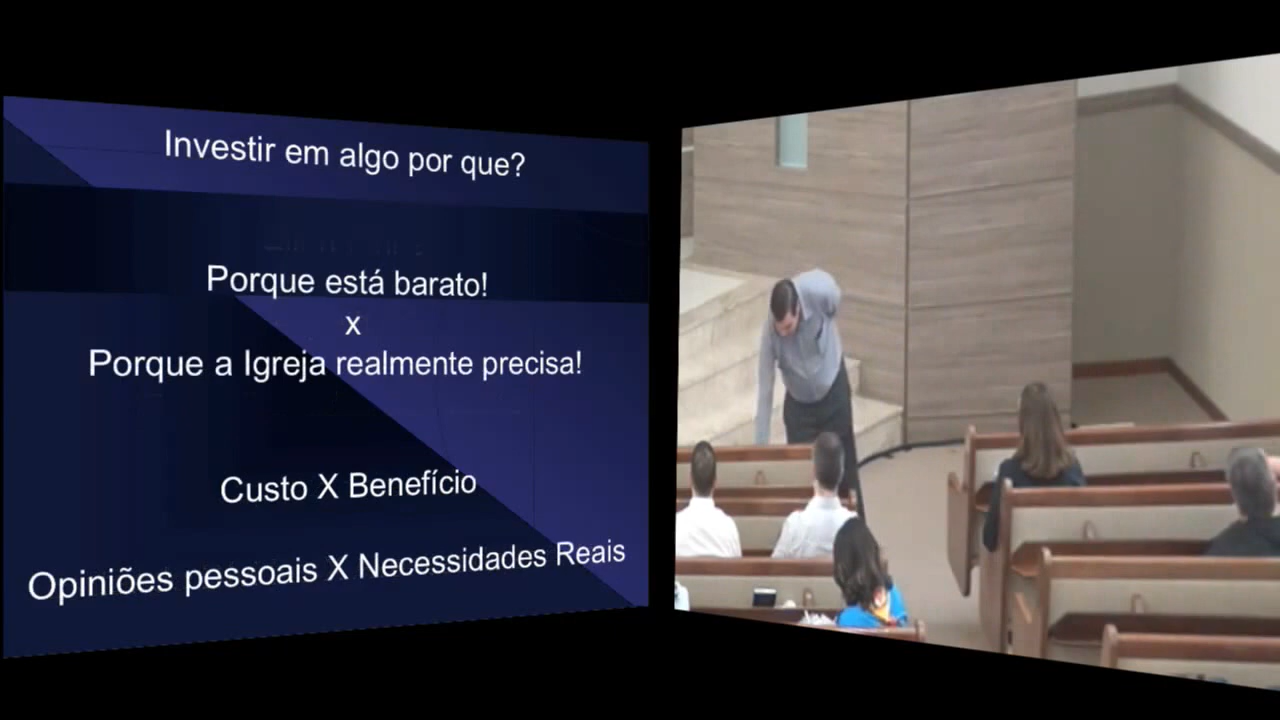 Investir em algo por que?
Porque está barato!
x
Porque a Igreja realmente precisa!
Custo X Benefício
Opiniões pessoais X Necessidades Reais